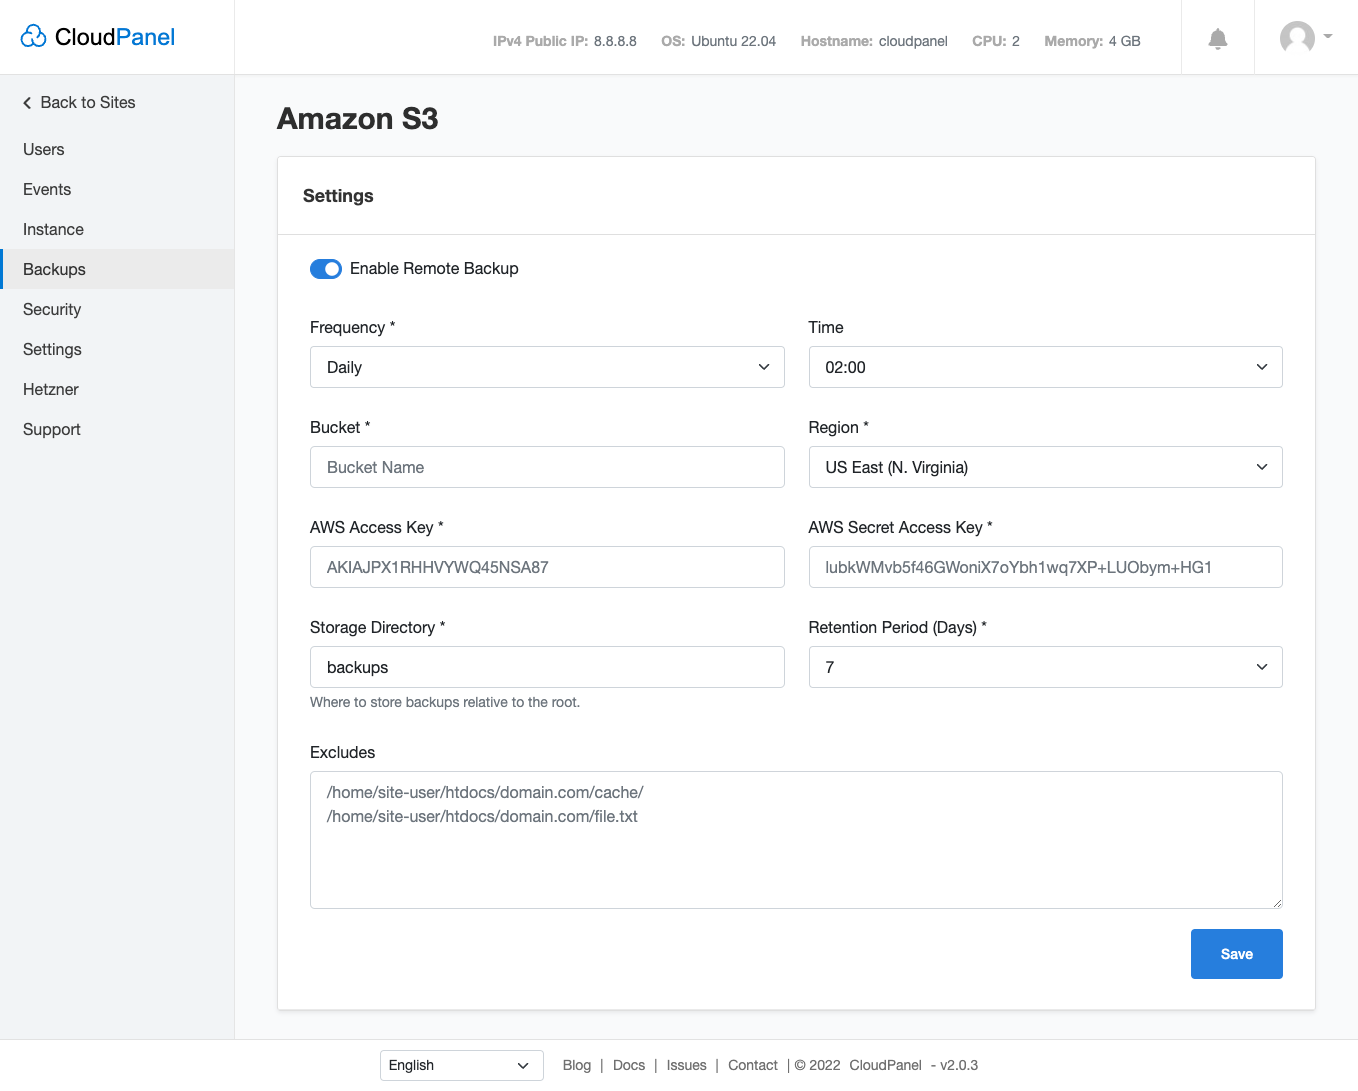 CloudPanel
IPv4 Public IP: 8.8.8.8 OS: Ubuntu 22.04 Hostname: cloudpanel CPU: 2 Memory: 4 GB
Back to Sites
Users
Events
Instance
Backups
Security
Settings
Hetzner
Support
Amazon S3
Settings
Enable Remote Backup
Frequency *
Daily
Time
02:00
Bucket *
Bucket Name
Region *
US East (N. Virginia)
AWS Access Key *
AKIAJPX1RHHVYWQ45NSA87
AWS Secret Access Key *
lubkWMvb5f46GWoniX7oYbh1wq7XP+LUObym+HG1
Storage Directory *
backups
Where to store backups relative to the root.
Retention Period (Days) *
7
Excludes
/home/site-user/htdocs/domain.com/cache/
/home/site-user/htdocs/domain.com/file.txt
Save
English
Blog | Docs | Issues | Contact | © 2022 CloudPanel - v2.0.3